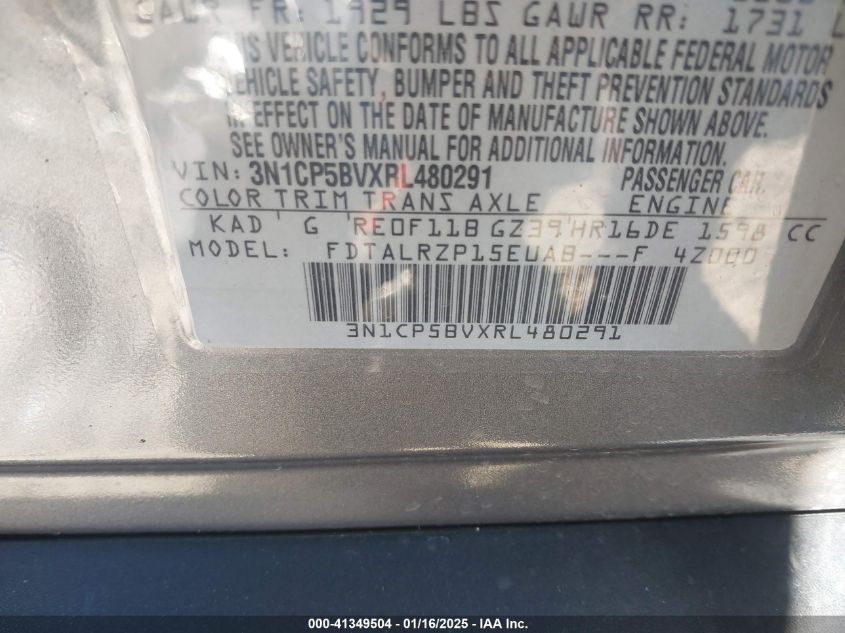 GAWR FR: 1929 LBS GAWR RR: 1731 L
IS VEHICLE CONFORMS TO ALL APPLICABLE FEDERAL MOTOR
VEHICLE SAFETY, BUMPER AND THEFT PREVENTION STANDARDS
IN EFFECT ON THE DATE OF MANUFACTURE SHOWN ABOVE.
SEE OWNER'S MANUAL FOR ADDITIONAL INFORMATION.
VIN: 3N1CP5BVXRL480291 PASSENGER CAR.
COLOR TRIM TRANS AXLE ENGINE
KAD G RE0F11B GZ39 HR16DE 1598 CC
MODEL: FDTALRZP15EUAB---F 4Z000
3N1CP5BVXRL480291
000-41349504 - 01/16/2025 - Copyright © 2025 - IAA, Inc.